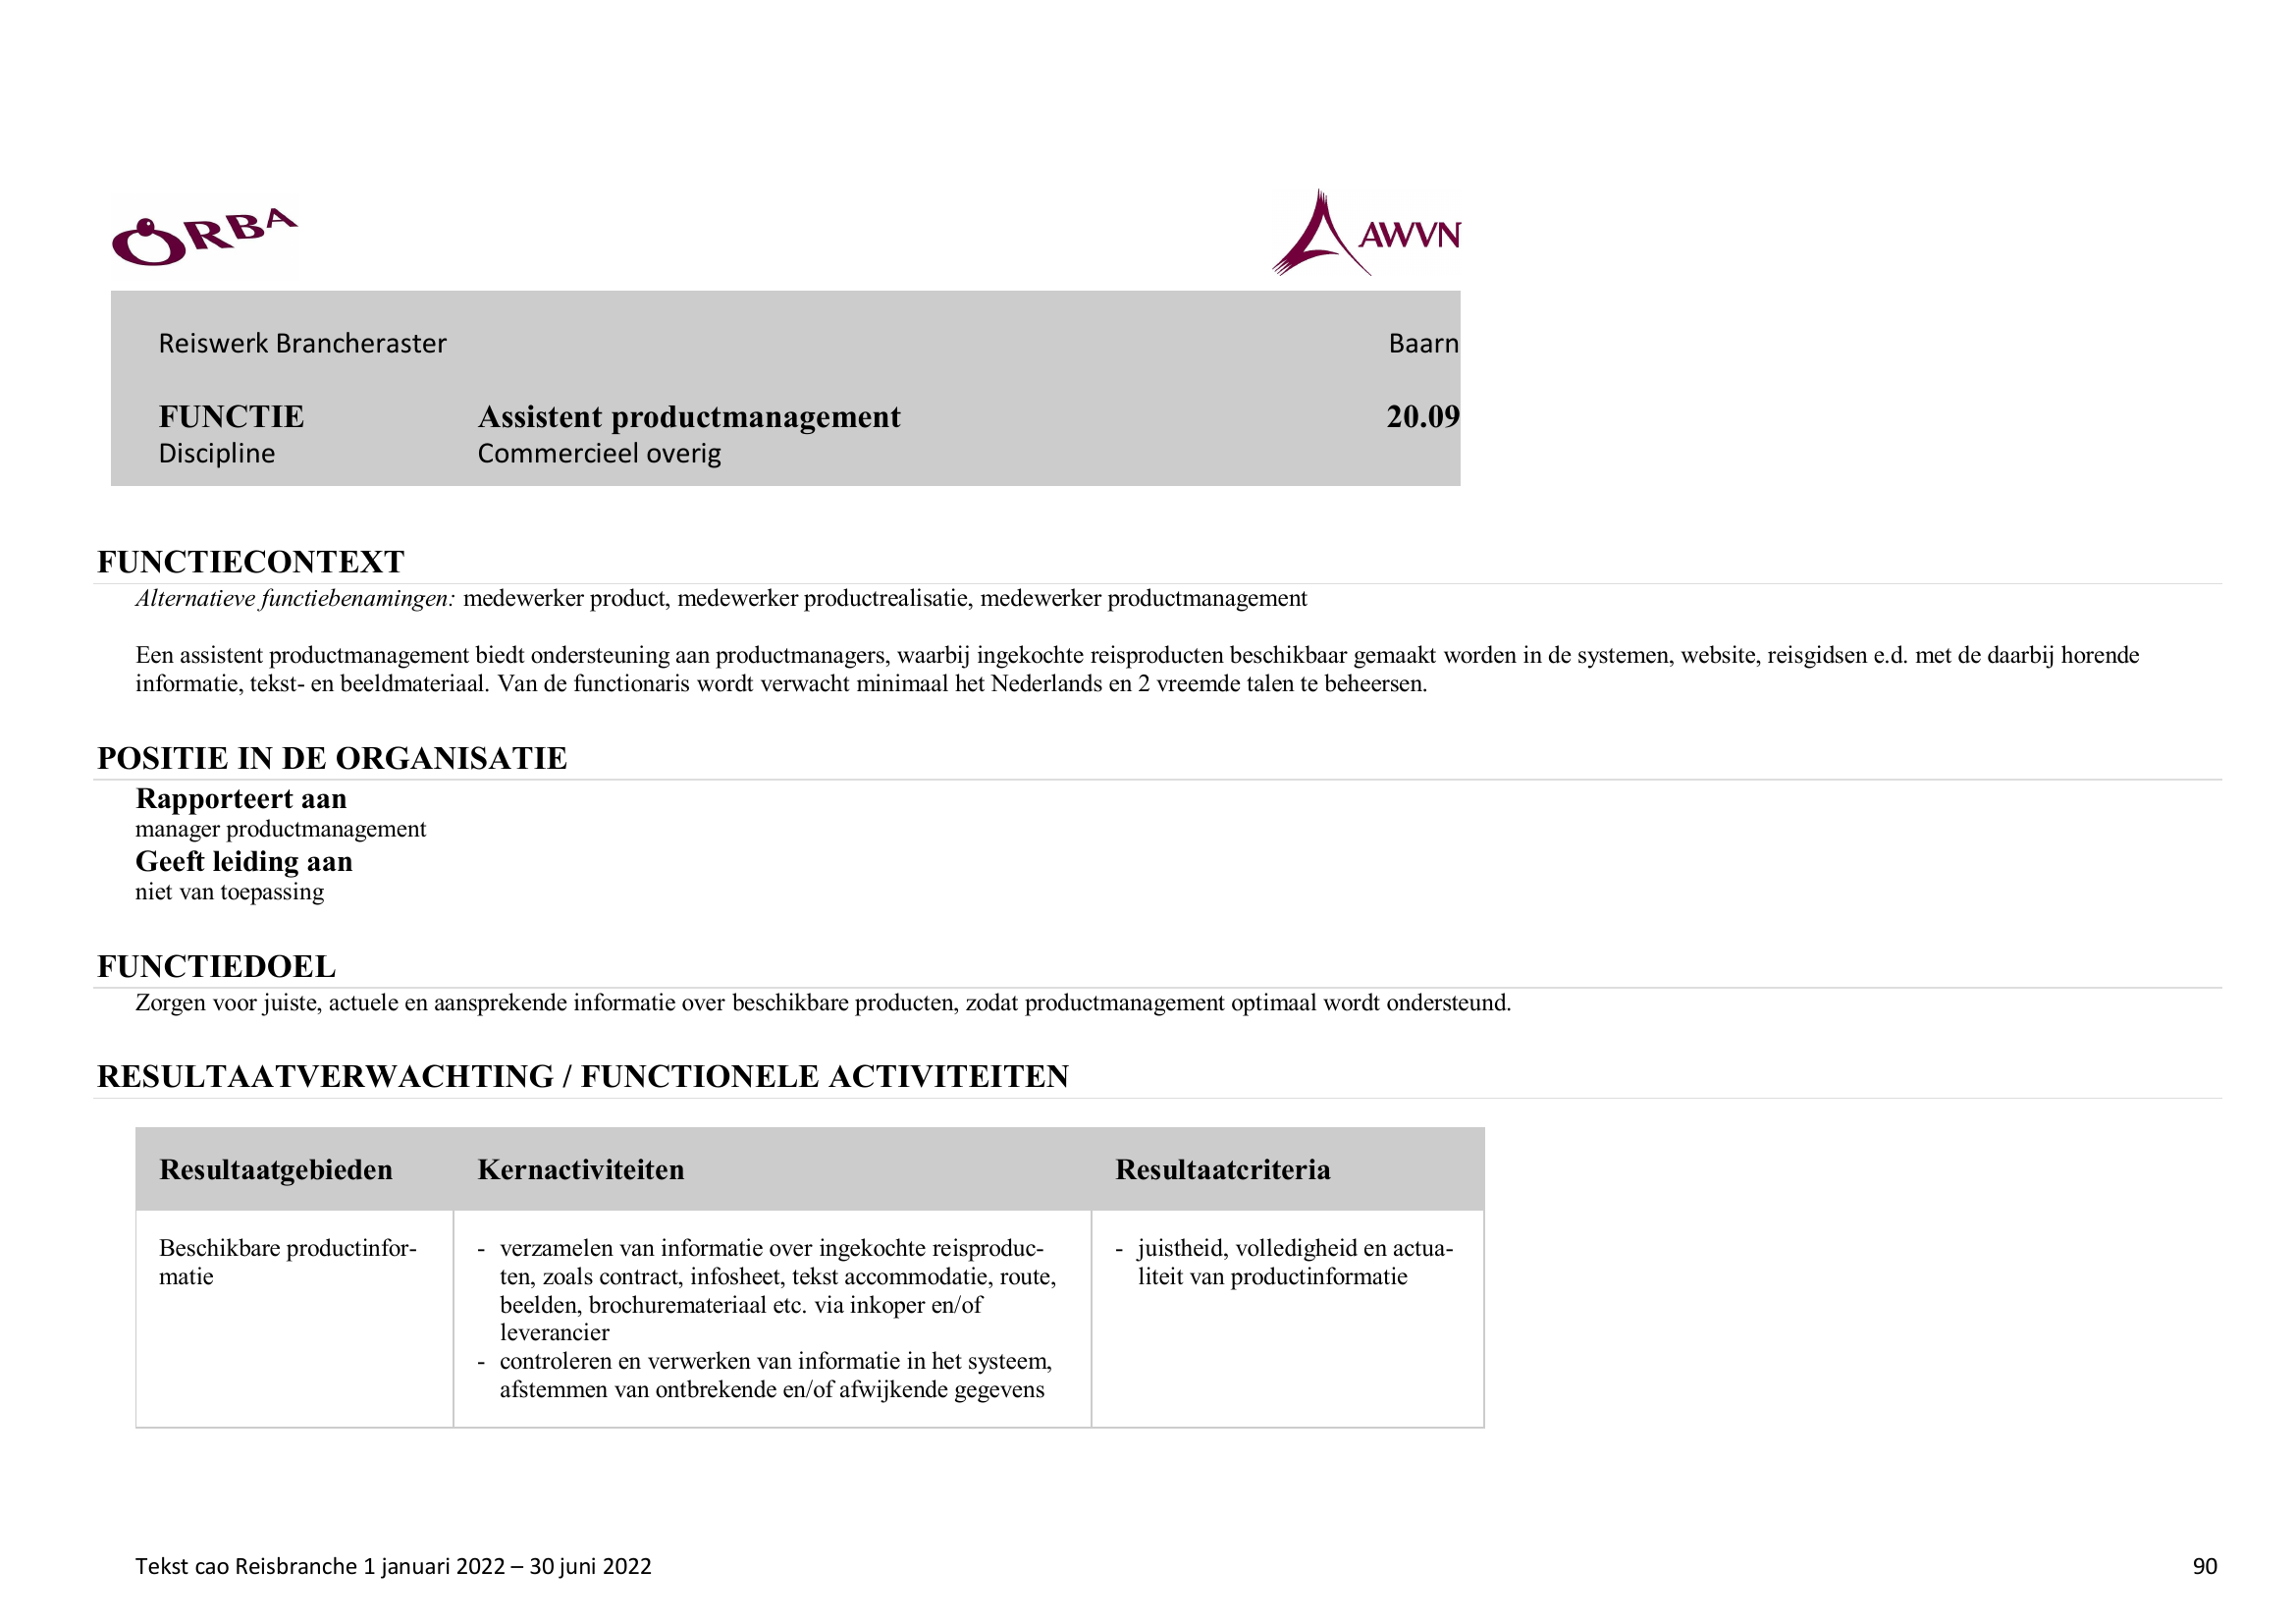 ORBA
AWVN
Reiswerk Brancheraster Baarn
FUNCTIE Assistent productmanagement 20.09
Discipline Commercieel overig
FUNCTIECONTEXT
Alternatieve functiebenamingen: medewerker product, medewerker productrealisatie, medewerker productmanagement
Een assistent productmanagement biedt ondersteuning aan productmanagers, waarbij ingekochte reisproducten beschikbaar gemaakt worden in de systemen, website, reisgidsen e.d. met de daarbij horende
informatie, tekst- en beeldmateriaal. Van de functionaris wordt verwacht minimaal het Nederlands en 2 vreemde talen te beheersen.
POSITIE IN DE ORGANISATIE
Rapporteert aan
manager productmanagement
Geeft leiding aan
niet van toepassing
FUNCTIEDOEL
Zorgen voor juiste, actuele en aansprekende informatie over beschikbare producten, zodat productmanagement optimaal wordt ondersteund.
RESULTAATVERWACHTING / FUNCTIONELE ACTIVITEITEN
Resultaatgebieden Kernactiviteiten Resultaatcriteria
Beschikbare productinfor-
matie
- verzamelen van informatie over ingekochte reisproduc-
ten, zoals contract, infosheet, tekst accommodatie, route,
beelden, brochuremateriaal etc. via inkoper en/of
leverancier
- controleren en verwerken van informatie in het systeem,
afstemmen van ontbrekende en/of afwijkende gegevens
- juistheid, volledigheid en actua-
liteit van productinformatie
Tekst cao Reisbranche 1 januari 2022 – 30 juni 2022 90